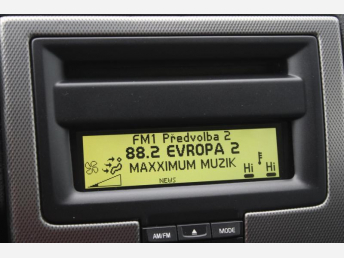 FM1 Předvolba 2
88.2 EVROPA 2
MAXXIMUM MUZIK
Hi Hi
NEWS
AM/FM MODE